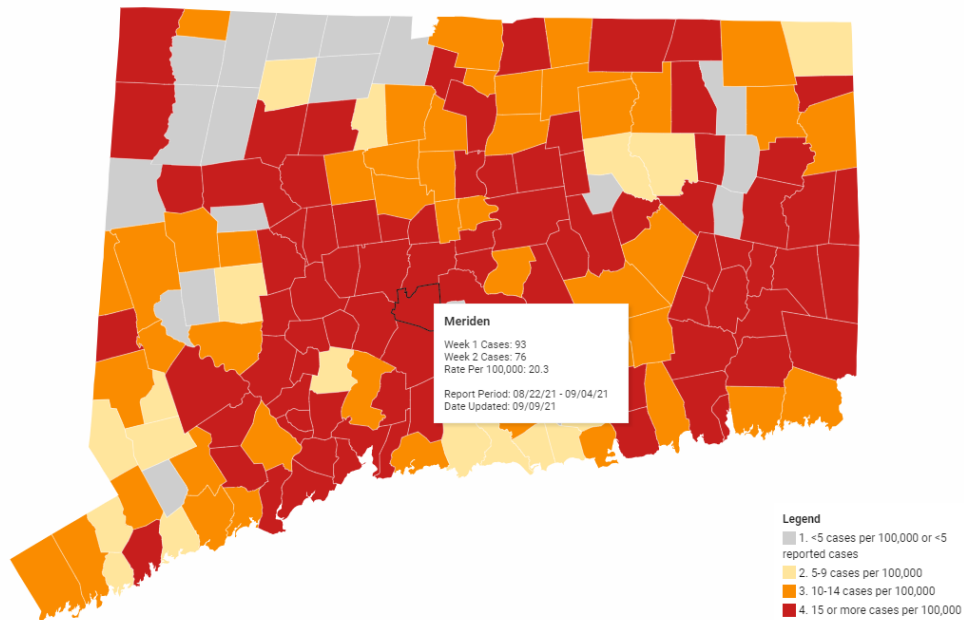 Meriden
Week 1 Cases: 93
Week 2 Cases: 76
Rate Per 100,000: 20.3
Report Period: 08/22/21 - 09/04/21
Date Updated: 09/09/21
Legend
1. <5 cases per 100,000 or <5
reported cases
2. 5-9 cases per 100,000
3. 10-14 cases per 100,000
4. 15 or more cases per 100,000